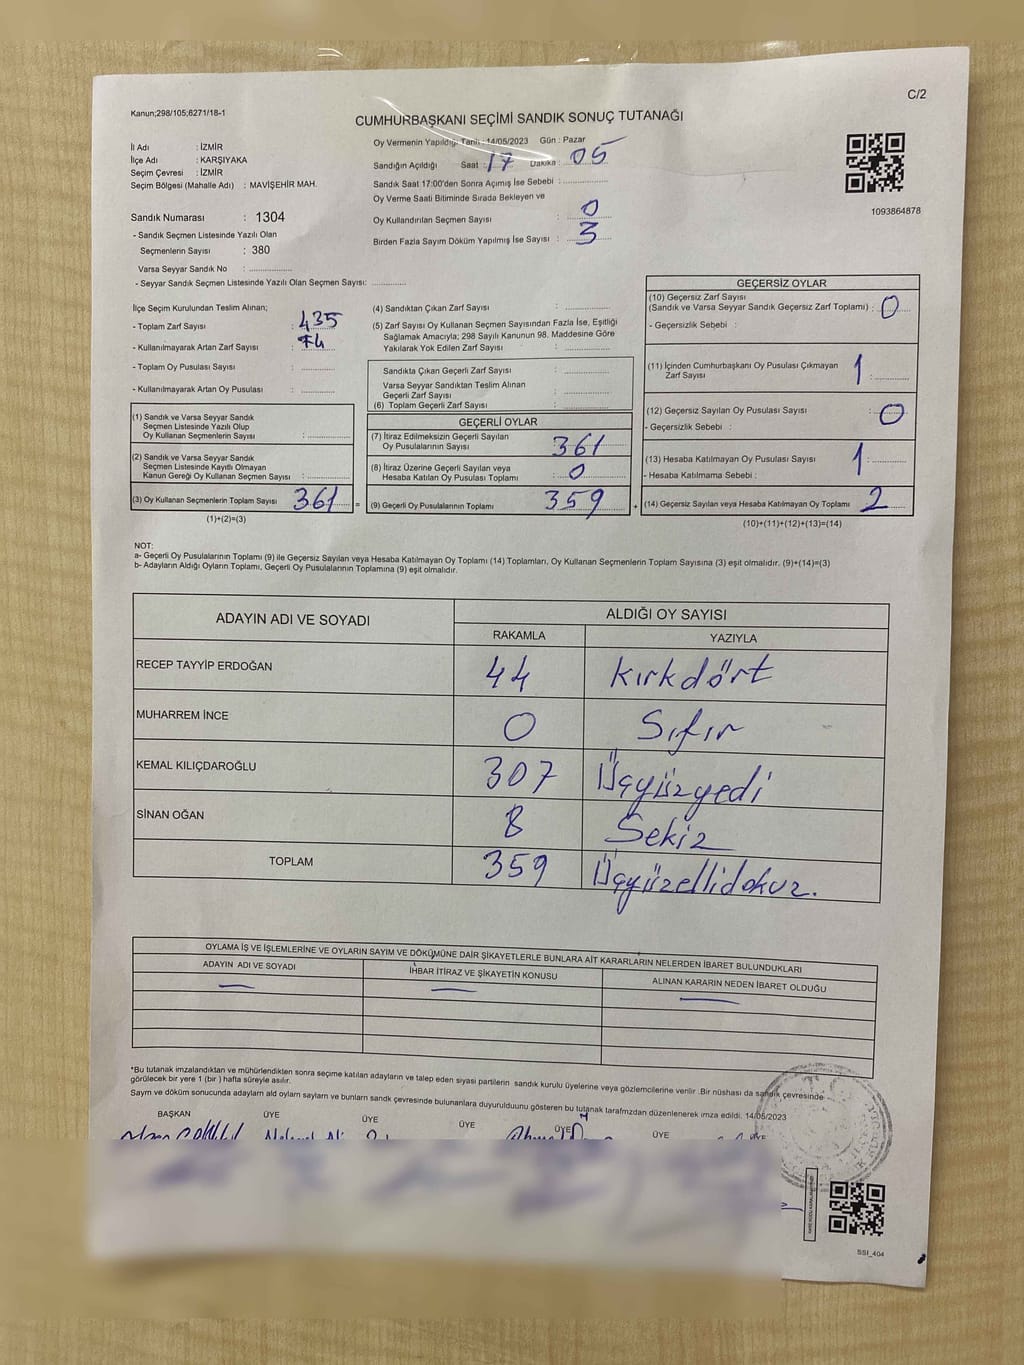 C/2
Kanun;298/105;6271/18-1
CUMHURBAŞKANI SEÇİMİ SANDIK SONUÇ TUTANAĞI
İl Adı : İZMİR
İlçe Adı : KARŞIYAKA
Seçim Çevresi : İZMİR
Seçim Bölgesi (Mahalle Adı) : MAVİŞEHİR MAH.
Sandık Numarası : 1304
- Sandık Seçmen Listesinde Yazılı Olan
Seçmenlerin Sayısı : 380
Varsa Seyyar Sandık No : ..............
- Seyyar Sandık Seçmen Listesinde Yazılı Olan Seçmen Sayısı: ............
Oy Vermenin Yapıldığı Tarih : 14/05/2023 Gün : Pazar
Sandığın Açıldığı Saat : 17 Dakika : 05
Sandık Saat 17:00'den Sonra Açımış İse Sebebi : ..............
Oy Verme Saati Bitiminde Sırada Bekleyen ve
Oy Kullandırılan Seçmen Sayısı : 0
Birden Fazla Sayım Döküm Yapılmış İse Sayısı : 3
1093864878
İlçe Seçim Kurulundan Teslim Alınan;
- Toplam Zarf Sayısı : 435
- Kullanılmayarak Artan Zarf Sayısı : 74
- Toplam Oy Pusulası Sayısı : ............
- Kullanılmayarak Artan Oy Pusulası : ............
(1) Sandık ve Varsa Seyyar Sandık
Seçmen Listesinde Yazılı Olup
Oy Kullanan Seçmenlerin Sayısı : ............
(2) Sandık ve Varsa Seyyar Sandık
Seçmen Listesinde Kayıtlı Olmayan
Kanun Gereği Oy Kullanan Seçmen Sayısı : ............
(3) Oy Kullanan Seçmenlerin Toplam Sayısı 361 =
(1)+(2)=(3)
(4) Sandıktan Çıkan Zarf Sayısı : ............
(5) Zarf Sayısı Oy Kullanan Seçmen Sayısından Fazla İse, Eşitliği
Sağlamak Amacıyla; 298 Sayılı Kanunun 98. Maddesine Göre
Yakılarak Yok Edilen Zarf Sayısı : ............
Sandıkta Çıkan Geçerli Zarf Sayısı : ............
Varsa Seyyar Sandıktan Teslim Alınan
Geçerli Zarf Sayısı : ............
(6) Toplam Geçerli Zarf Sayısı : ............
GEÇERLİ OYLAR
(7) İtiraz Edilmeksizin Geçerli Sayılan
Oy Pusulalarının Sayısı 361
(8) İtiraz Üzerine Geçerli Sayılan veya
Hesaba Katılan Oy Pusulası Toplamı 0
(9) Geçerli Oy Pusulalarının Toplamı 359 +
GEÇERSİZ OYLAR
(10) Geçersiz Zarf Sayısı
(Sandık ve Varsa Seyyar Sandık Geçersiz Zarf Toplamı) : 0
- Geçersizlik Sebebi :
(11) İçinden Cumhurbaşkanı Oy Pusulası Çıkmayan
Zarf Sayısı : 1
(12) Geçersiz Sayılan Oy Pusulası Sayısı : 0
- Geçersizlik Sebebi :
(13) Hesaba Katılmayan Oy Pusulası Sayısı : 1
- Hesaba Katılmama Sebebi :
(14) Geçersiz Sayılan veya Hesaba Katılmayan Oy Toplamı 2
(10)+(11)+(12)+(13)=(14)
NOT:
a- Geçerli Oy Pusulalarının Toplamı (9) ile Geçersiz Sayılan veya Hesaba Katılmayan Oy Toplamı (14) Toplamları, Oy Kullanan Seçmenlerin Toplam Sayısına (3) eşit olmalıdır. (9)+(14)=(3)
b- Adayların Aldığı Oyların Toplamı, Geçerli Oy Pusulalarının Toplamına (9) eşit olmalıdır.
ADAYIN ADI VE SOYADI ALDIĞI OY SAYISI
RAKAMLA YAZIYLA
RECEP TAYYİP ERDOĞAN 44 kırkdört
MUHARREM İNCE 0 Sıfır
KEMAL KILIÇDAROĞLU 307 Üçyüzyedi
SİNAN OĞAN 8 Sekiz
TOPLAM 359 Üçyüzellidokuz.
OYLAMA İŞ VE İŞLEMLERİNE VE OYLARIN SAYIM VE DÖKÜMÜNE DAİR ŞİKAYETLERLE BUNLARA AİT KARARLARIN NELERDEN İBARET BULUNDUKLARI
ADAYIN ADI VE SOYADI İHBAR İTİRAZ VE ŞİKAYETİN KONUSU ALINAN KARARIN NEDEN İBARET OLDUĞU
*Bu tutanak imzalandıktan ve mühürlendikten sonra seçime katılan adayların ve talep eden siyasi partilerin sandık kurulu üyelerine veya gözlemcilerine verilir .Bir nüshası da sandık çevresinde
görülecek bir yere 1 (bir ) hafta süreyle asılır.
Sayım ve döküm sonucunda adayların ald oyların saylarn ve bunların sandk çevresinde bulunanlara duyurulduunu gösteren bu tutanak tarafmzdan düzenlenerek imza edildi. 14/05/2023
BAŞKAN ÜYE ÜYE ÜYE ÜYE ÜYE ÜYE
SSI_404